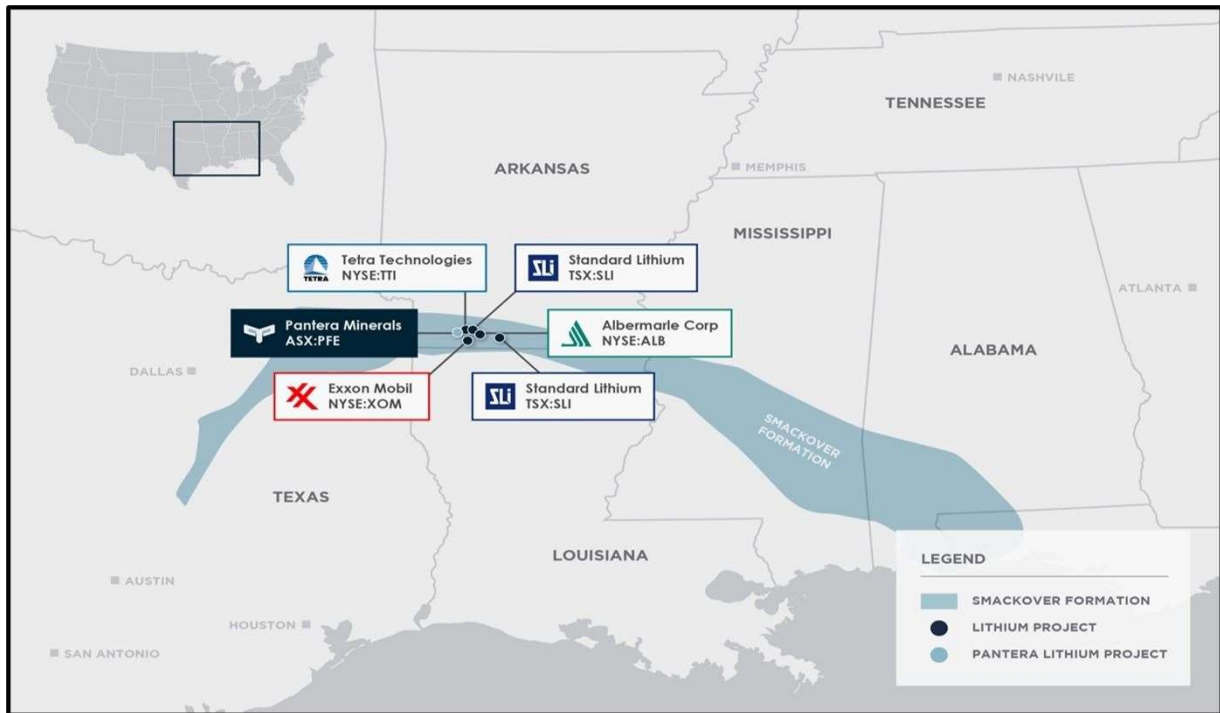 NASHVILE
TENNESSEE
ARKANSAS
MEMPHIS
MISSISSIPPI
Tetra Technologies
NYSE:TTI
TETRA
SLi
Standard Lithium
TSX:SLI
ATLANTA
Pantera Minerals
ASX:PFE
Albermarle Corp
NYSE:ALB
ALABAMA
DALLAS
Exxon Mobil
NYSE:XOM
SLi
Standard Lithium
TSX:SLI
SMACKOVER
FORMATION
TEXAS
LOUISIANA
AUSTIN
HOUSTON
SAN ANTONIO
LEGEND
SMACKOVER FORMATION
LITHIUM PROJECT
PANTERA LITHIUM PROJECT